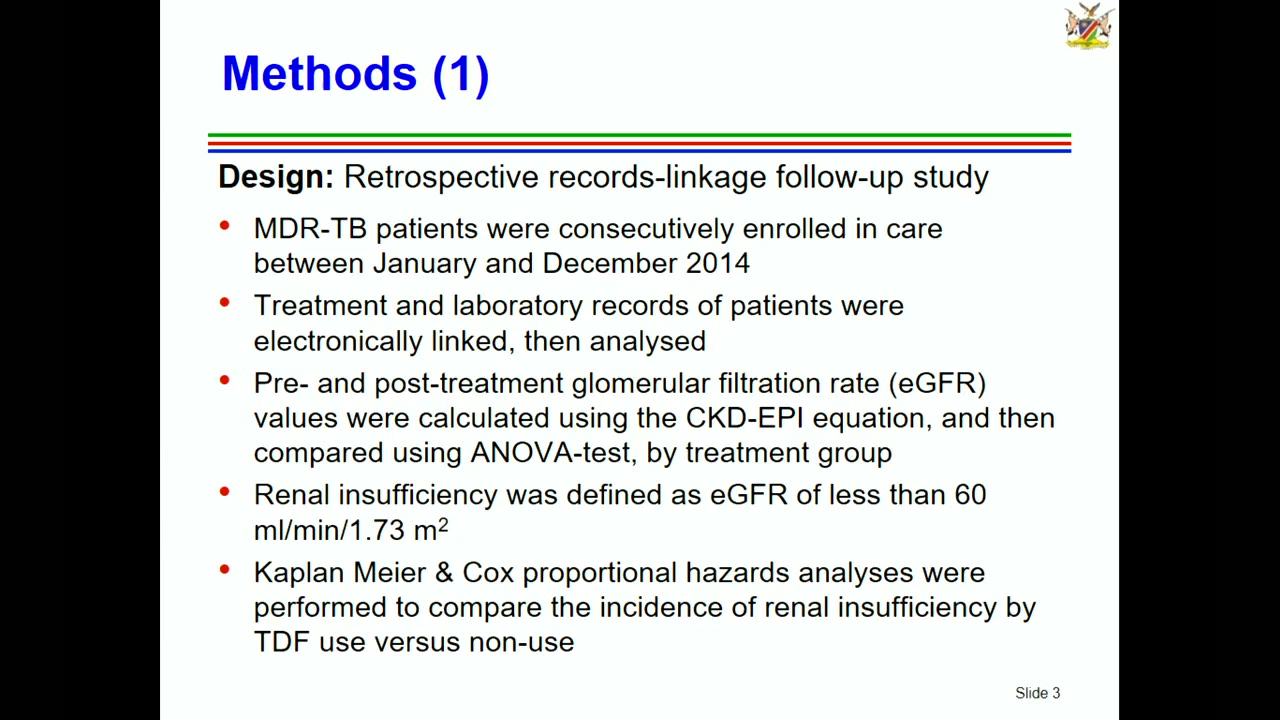 Methods (1)
Design: Retrospective records-linkage follow-up study
• MDR-TB patients were consecutively enrolled in care
between January and December 2014
• Treatment and laboratory records of patients were
electronically linked, then analysed
• Pre- and post-treatment glomerular filtration rate (eGFR)
values were calculated using the CKD-EPI equation, and then
compared using ANOVA-test, by treatment group
• Renal insufficiency was defined as eGFR of less than 60
ml/min/1.73 m²
• Kaplan Meier & Cox proportional hazards analyses were
performed to compare the incidence of renal insufficiency by
TDF use versus non-use
Slide 3